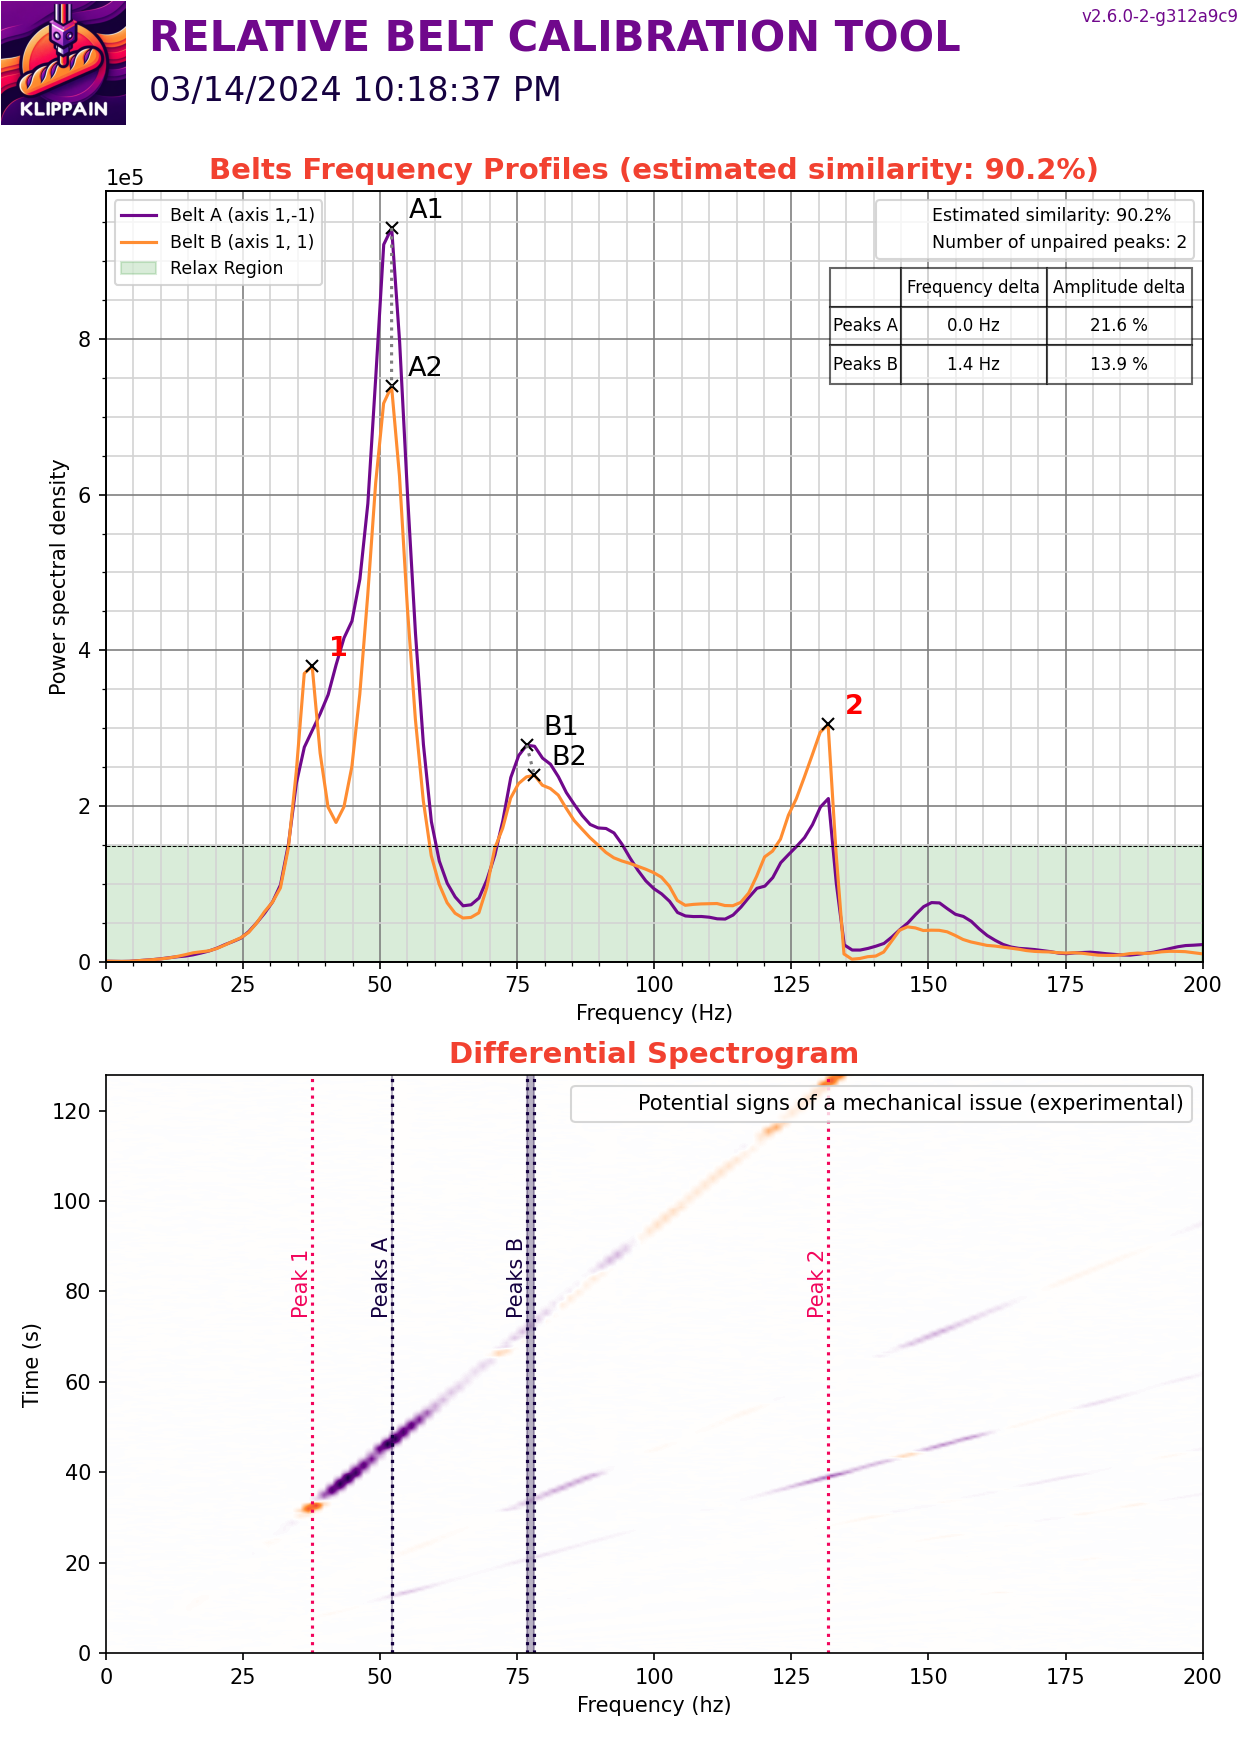 KLIPPAIN
RELATIVE BELT CALIBRATION TOOL
03/14/2024 10:18:37 PM
v2.6.0-2-g312a9c9
Belts Frequency Profiles (estimated similarity: 90.2%)
1e5
Belt A (axis 1,-1)
Belt B (axis 1, 1)
Relax Region
Estimated similarity: 90.2%
Number of unpaired peaks: 2
Frequency delta Amplitude delta
Peaks A 0.0 Hz 21.6 %
Peaks B 1.4 Hz 13.9 %
A1
A2
1
B1
B2
2
Power spectral density
8
6
4
2
0
0 25 50 75 100 125 150 175 200
Frequency (Hz)
Differential Spectrogram
Potential signs of a mechanical issue (experimental)
Peak 1
Peaks A
Peaks B
Peak 2
Time (s)
120
100
80
60
40
20
0
0 25 50 75 100 125 150 175 200
Frequency (hz)